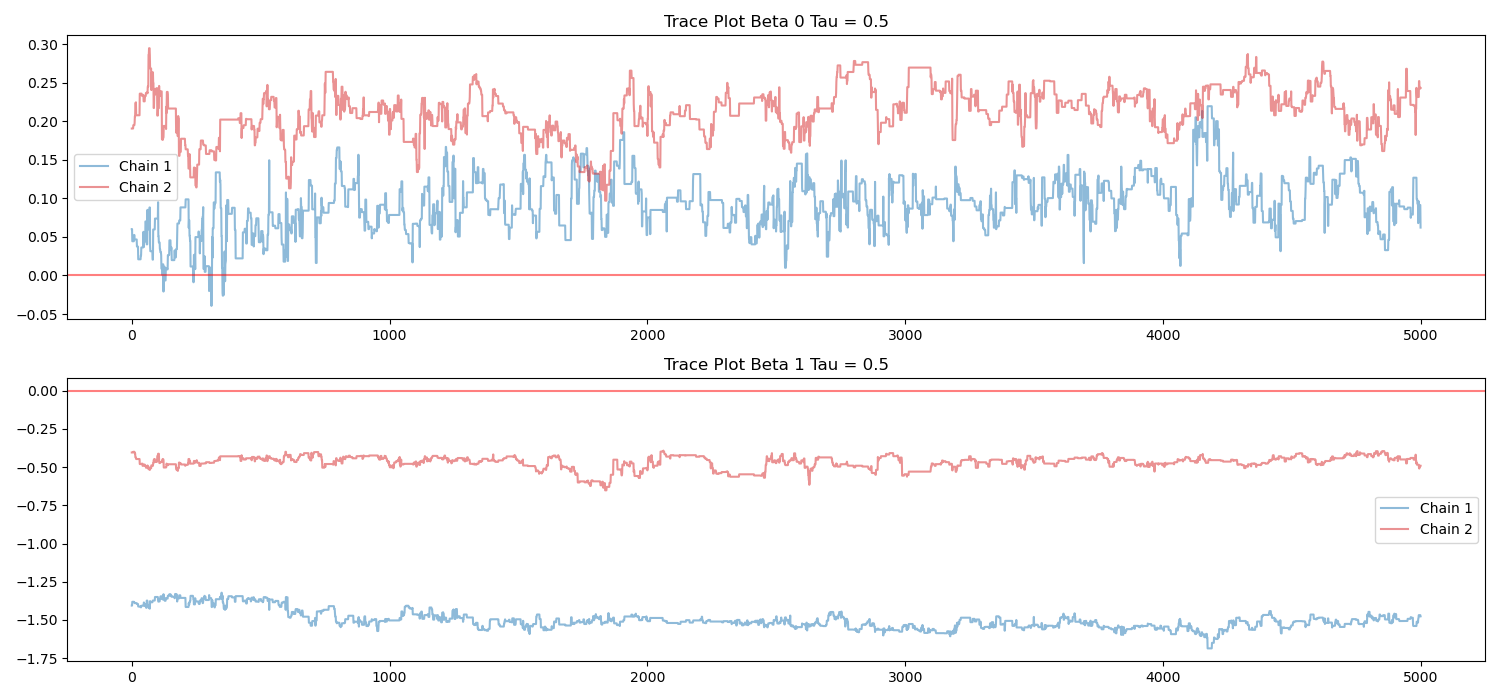 Trace Plot Beta 0 Tau = 0.5
0.30
0.25
0.20
0.15
0.10
0.05
0.00
−0.05
Chain 1
Chain 2
0 1000 2000 3000 4000 5000
Trace Plot Beta 1 Tau = 0.5
0.00
−0.25
−0.50
−0.75
−1.00
−1.25
−1.50
−1.75
Chain 1
Chain 2
0 1000 2000 3000 4000 5000